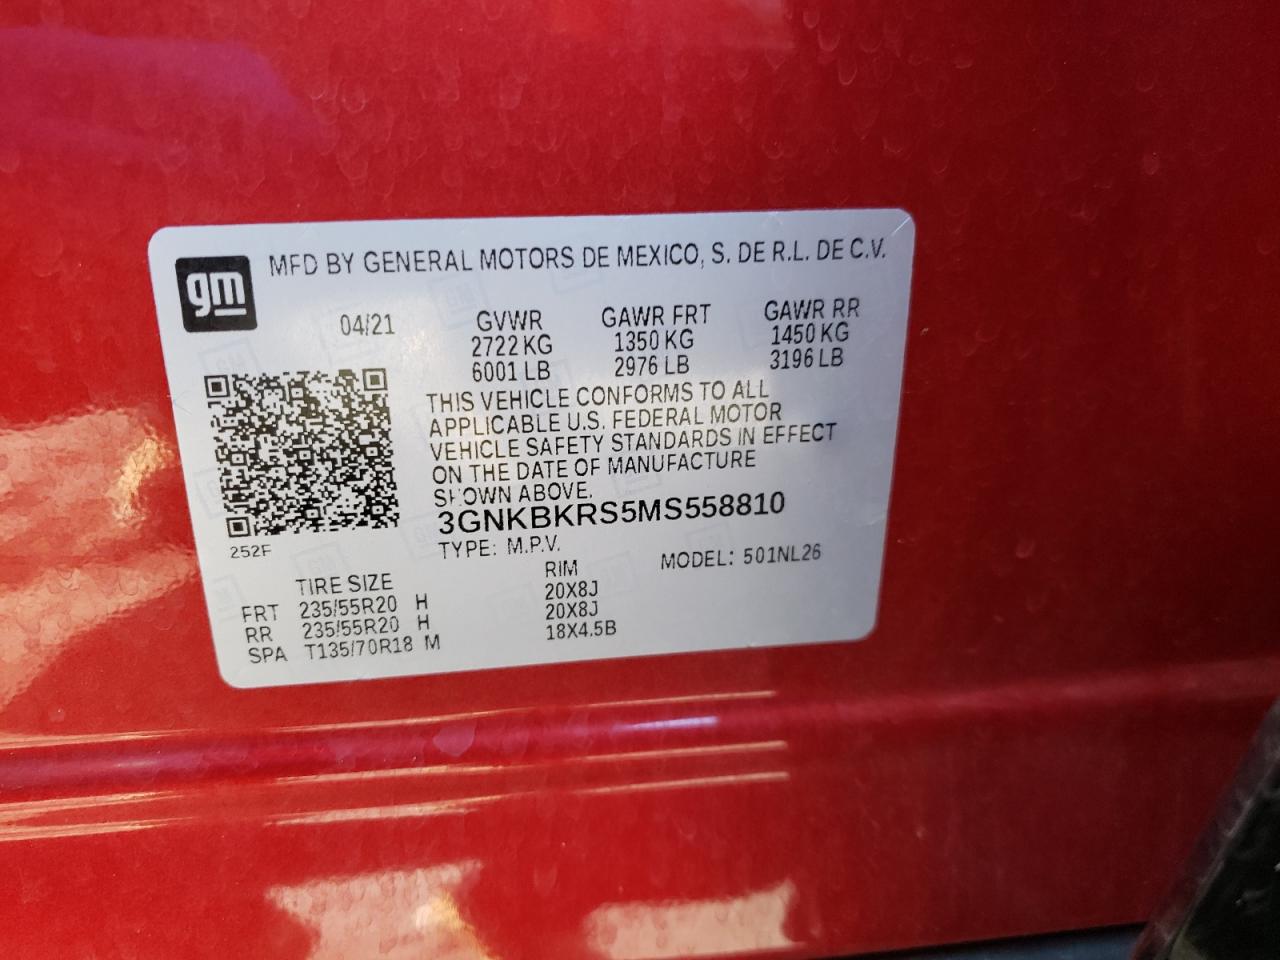 gm
MFD BY GENERAL MOTORS DE MEXICO, S. DE R.L. DE C.V.
04/21 GVWR GAWR FRT GAWR RR
2722 KG 1350 KG 1450 KG
6001 LB 2976 LB 3196 LB
THIS VEHICLE CONFORMS TO ALL
APPLICABLE U.S. FEDERAL MOTOR
VEHICLE SAFETY STANDARDS IN EFFECT
ON THE DATE OF MANUFACTURE
SHOWN ABOVE.
3GNKBKRS5MS558810
252F
TYPE: M.P.V. MODEL: 501NL26
TIRE SIZE RIM
FRT 235/55R20 H 20X8J
RR 235/55R20 H 20X8J
SPA T135/70R18 M 18X4.5B